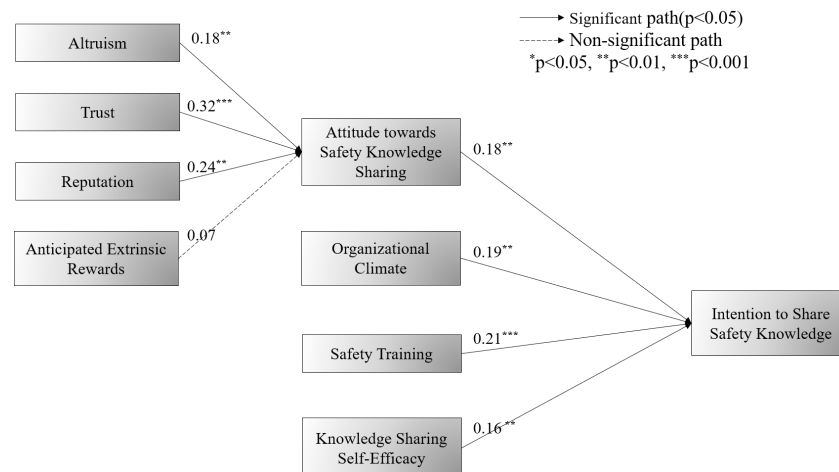 Altruism
0.18**
Significant path(p<0.05)
Non-significant path
*p<0.05, **p<0.01, ***p<0.001
Trust
0.32***
Attitude towards
Safety Knowledge
Sharing
0.18**
Reputation
0.24**
Anticipated Extrinsic
Rewards
0.07
Organizational
Climate
0.19**
Intention to Share
Safety Knowledge
Safety Training
0.21***
Knowledge Sharing
Self-Efficacy
0.16**